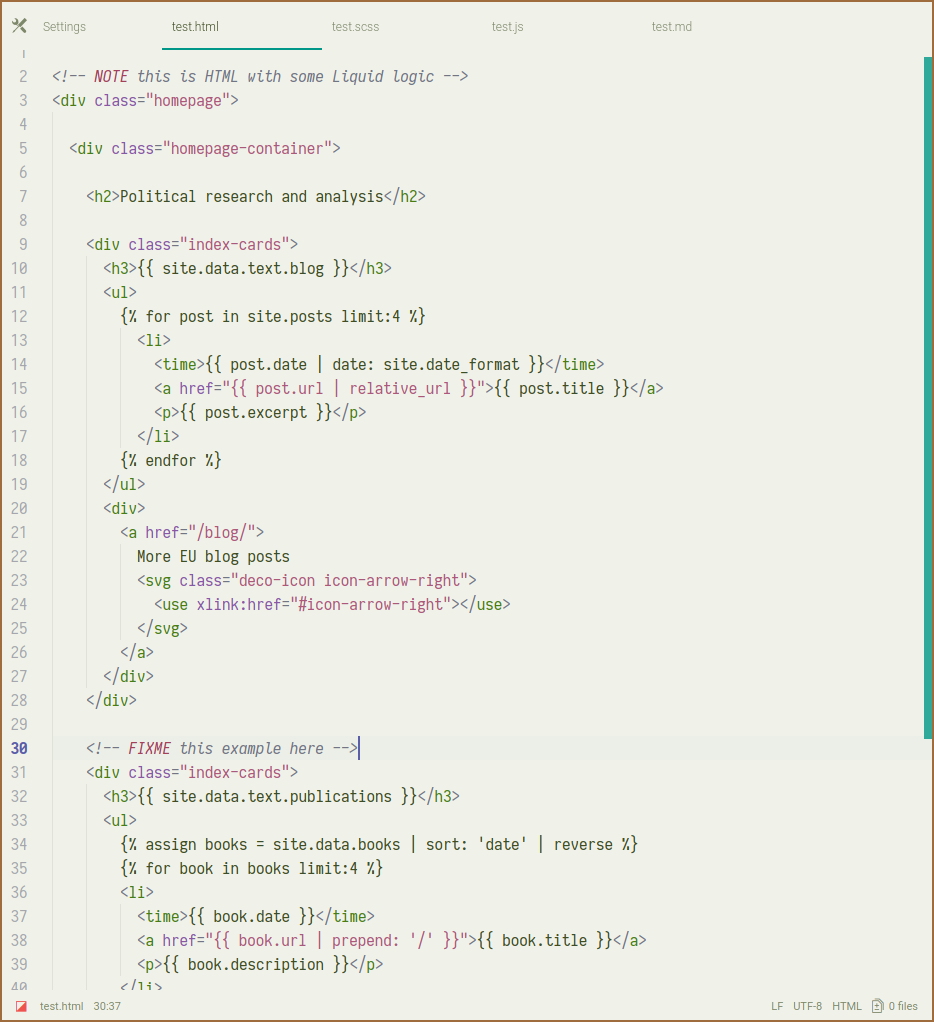 Settings test.html test.scss test.js test.md
1
2 <!-- NOTE this is HTML with some Liquid logic -->
3 <div class="homepage">
4
5 <div class="homepage-container">
6
7 <h2>Political research and analysis</h2>
8
9 <div class="index-cards">
10 <h3>{{ site.data.text.blog }}</h3>
11 <ul>
12 {% for post in site.posts limit:4 %}
13 <li>
14 <time>{{ post.date | date: site.date_format }}</time>
15 <a href="{{ post.url | relative_url }}">{{ post.title }}</a>
16 <p>{{ post.excerpt }}</p>
17 </li>
18 {% endfor %}
19 </ul>
20 <div>
21 <a href="/blog/">
22 More EU blog posts
23 <svg class="deco-icon icon-arrow-right">
24 <use xlink:href="#icon-arrow-right"></use>
25 </svg>
26 </a>
27 </div>
28 </div>
29
30 <!-- FIXME this example here -->
31 <div class="index-cards">
32 <h3>{{ site.data.text.publications }}</h3>
33 <ul>
34 {% assign books = site.data.books | sort: 'date' | reverse %}
35 {% for book in books limit:4 %}
36 <li>
37 <time>{{ book.date }}</time>
38 <a href="{{ book.url | prepend: '/' }}">{{ book.title }}</a>
39 <p>{{ book.description }}</p>
40 </li>
test.html 30:37 LF UTF-8 HTML 0 files